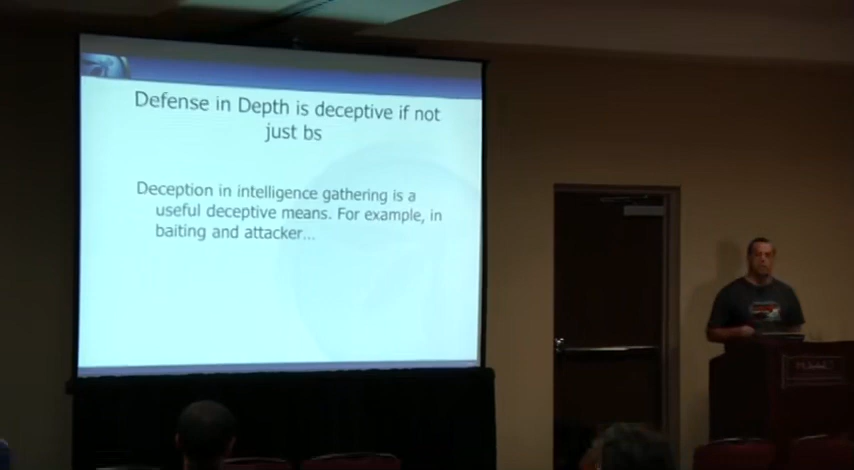 Defense in Depth is deceptive if not
just bs
Deception in intelligence gathering is a
useful deceptive means. For example, in
baiting and attacker...